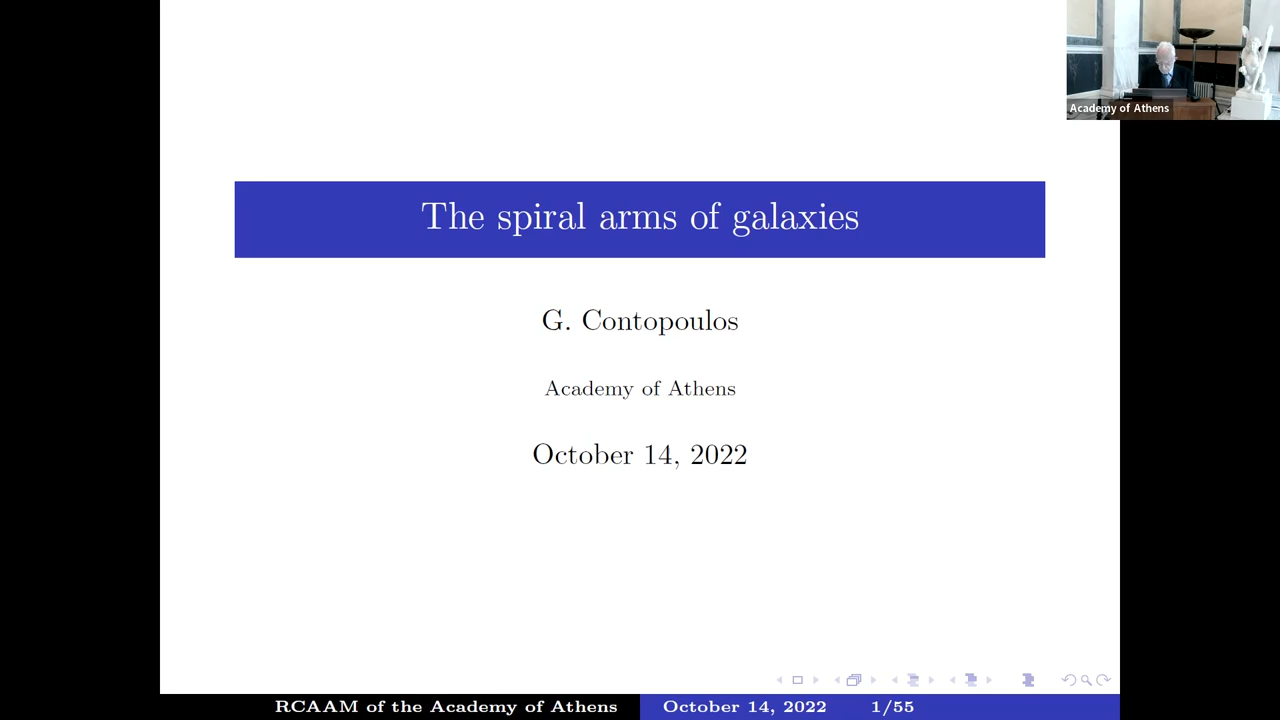 Academy of Athens
The spiral arms of galaxies
G. Contopoulos
Academy of Athens
October 14, 2022
RCAAM of the Academy of Athens October 14, 2022 1/55